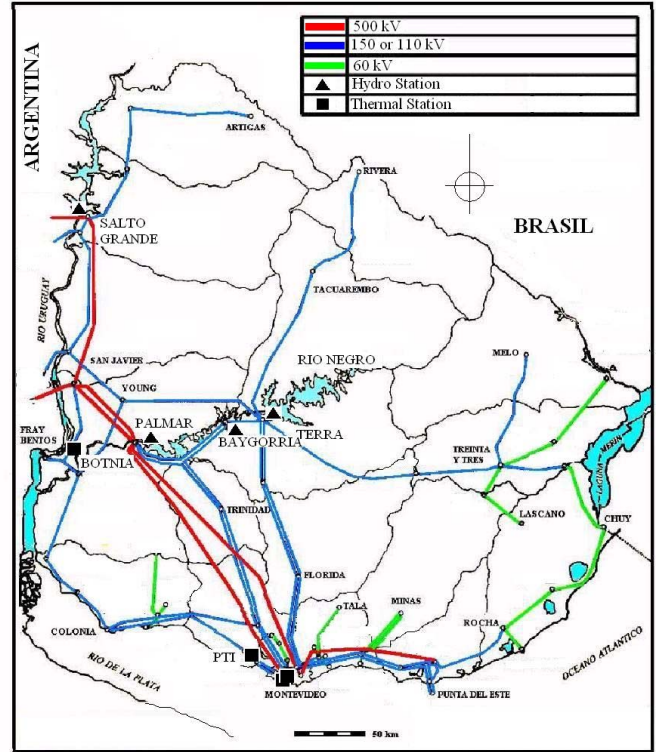 500 kV
150 or 110 kV
60 kV
Hydro Station
Thermal Station
ARGENTINA
ARTIGAS
RIVERA
BRASIL
SALTO
GRANDE
TACUAREMBO
RIO URUGUAY
RIO NEGRO
SAN JAVIER
MELO
YOUNG
PALMAR
TERRA
BAYGORRIA
FRAY
BENTOS
BOTNIA
TREINTA
Y TRES
LAGUNA MERIN
TRINIDAD
LASCANO
CHUY
FLORIDA
TALA
MINAS
ROCHA
COLONIA
PTI
RIO DE LA PLATA
MONTEVIDEO
PUNTA DEL ESTE
OCEANO ATLANTICO
50 km